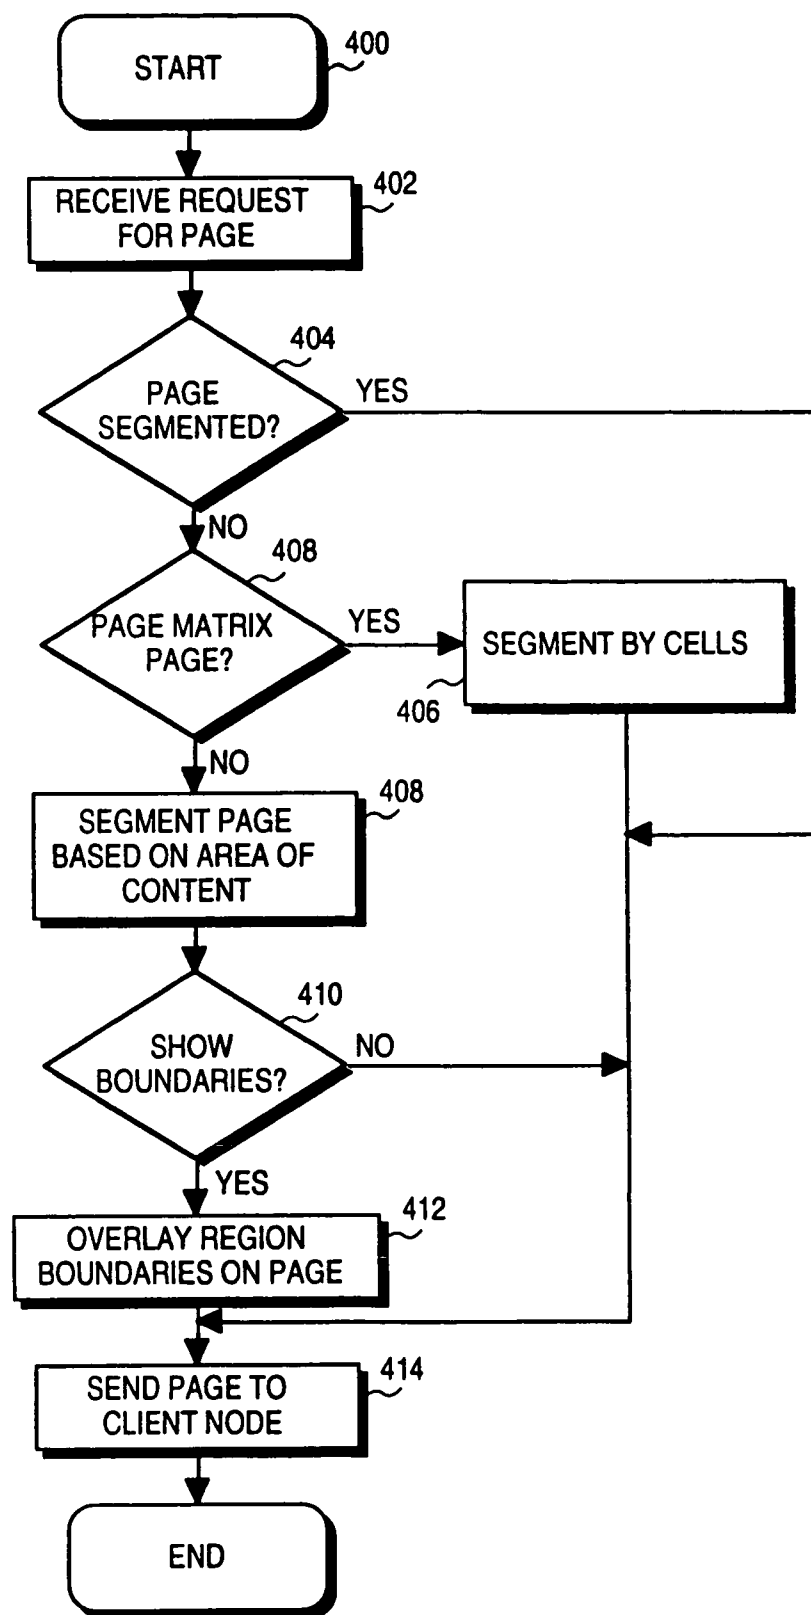 START
400
RECEIVE REQUEST
FOR PAGE
402
404
PAGE
SEGMENTED?
YES
NO
408
PAGE MATRIX
PAGE?
YES
SEGMENT BY CELLS
406
NO
408
SEGMENT PAGE
BASED ON AREA OF
CONTENT
410
SHOW
BOUNDARIES?
NO
YES
412
OVERLAY REGION
BOUNDARIES ON PAGE
SEND PAGE TO
CLIENT NODE
414
END